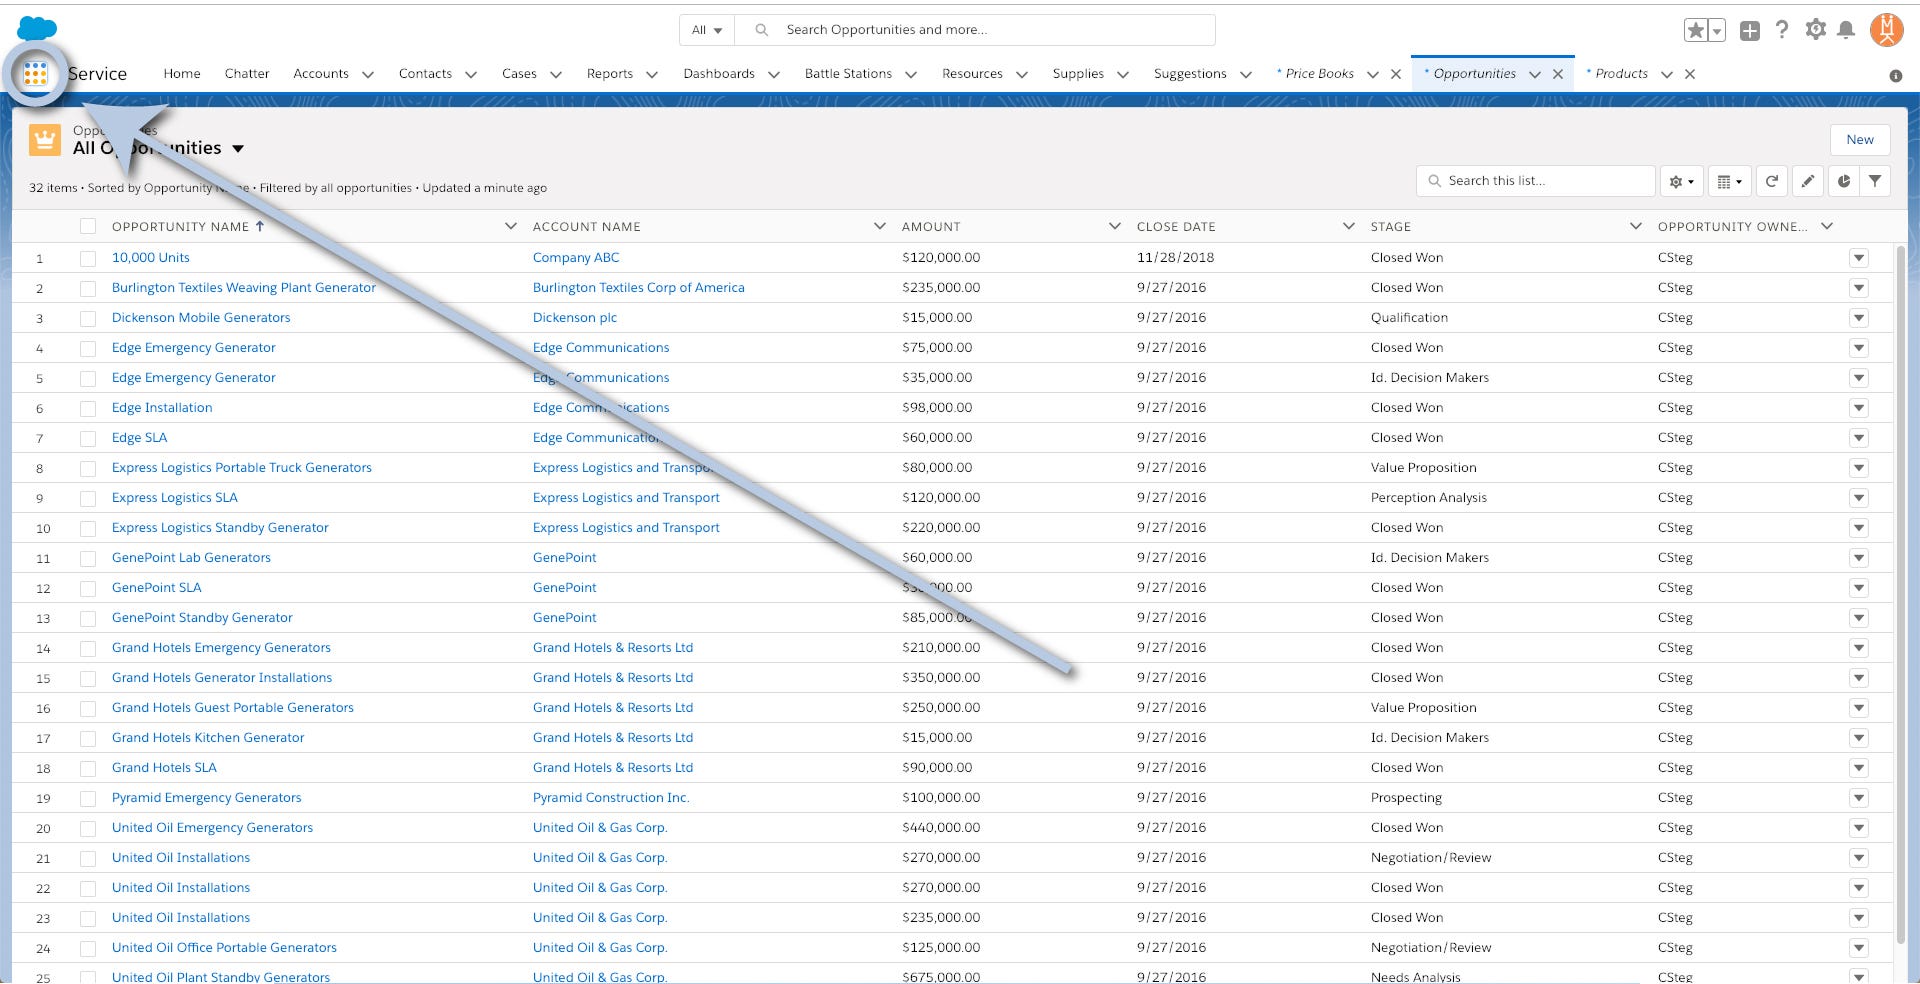 All Search Opportunities and more...
Service Home Chatter Accounts Contacts Cases Reports Dashboards Battle Stations Resources Supplies Suggestions * Price Books * Opportunities * Products
All Opportunities
New
32 items • Sorted by Opportunity • Filtered by all opportunities • Updated a minute ago
Search this list...
OPPORTUNITY NAME ACCOUNT NAME AMOUNT CLOSE DATE STAGE OPPORTUNITY OWNE...
1 10,000 Units Company ABC $120,000.00 11/28/2018 Closed Won CSteg
2 Burlington Textiles Weaving Plant Generator Burlington Textiles Corp of America $235,000.00 9/27/2016 Closed Won CSteg
3 Dickenson Mobile Generators Dickenson plc $15,000.00 9/27/2016 Qualification CSteg
4 Edge Emergency Generator Edge Communications $75,000.00 9/27/2016 Closed Won CSteg
5 Edge Emergency Generator Edge Communications $35,000.00 9/27/2016 Id. Decision Makers CSteg
6 Edge Installation Edge Communications $98,000.00 9/27/2016 Closed Won CSteg
7 Edge SLA Edge Communications $60,000.00 9/27/2016 Closed Won CSteg
8 Express Logistics Portable Truck Generators Express Logistics and Transport $80,000.00 9/27/2016 Value Proposition CSteg
9 Express Logistics SLA Express Logistics and Transport $120,000.00 9/27/2016 Perception Analysis CSteg
10 Express Logistics Standby Generator Express Logistics and Transport $220,000.00 9/27/2016 Closed Won CSteg
11 GenePoint Lab Generators GenePoint $60,000.00 9/27/2016 Id. Decision Makers CSteg
12 GenePoint SLA GenePoint 9/27/2016 Closed Won CSteg
13 GenePoint Standby Generator GenePoint $85,000.00 9/27/2016 Closed Won CSteg
14 Grand Hotels Emergency Generators Grand Hotels & Resorts Ltd $210,000.00 9/27/2016 Closed Won CSteg
15 Grand Hotels Generator Installations Grand Hotels & Resorts Ltd $350,000.00 9/27/2016 Closed Won CSteg
16 Grand Hotels Guest Portable Generators Grand Hotels & Resorts Ltd $250,000.00 9/27/2016 Value Proposition CSteg
17 Grand Hotels Kitchen Generator Grand Hotels & Resorts Ltd $15,000.00 9/27/2016 Id. Decision Makers CSteg
18 Grand Hotels SLA Grand Hotels & Resorts Ltd $90,000.00 9/27/2016 Closed Won CSteg
19 Pyramid Emergency Generators Pyramid Construction Inc. $100,000.00 9/27/2016 Prospecting CSteg
20 United Oil Emergency Generators United Oil & Gas Corp. $440,000.00 9/27/2016 Closed Won CSteg
21 United Oil Installations United Oil & Gas Corp. $270,000.00 9/27/2016 Negotiation/Review CSteg
22 United Oil Installations United Oil & Gas Corp. $270,000.00 9/27/2016 Closed Won CSteg
23 United Oil Installations United Oil & Gas Corp. $235,000.00 9/27/2016 Closed Won CSteg
24 United Oil Office Portable Generators United Oil & Gas Corp. $125,000.00 9/27/2016 Negotiation/Review CSteg
25 United Oil Plant Standby Generators United Oil & Gas Corp. $675,000.00 9/27/2016 Needs Analysis CSteg